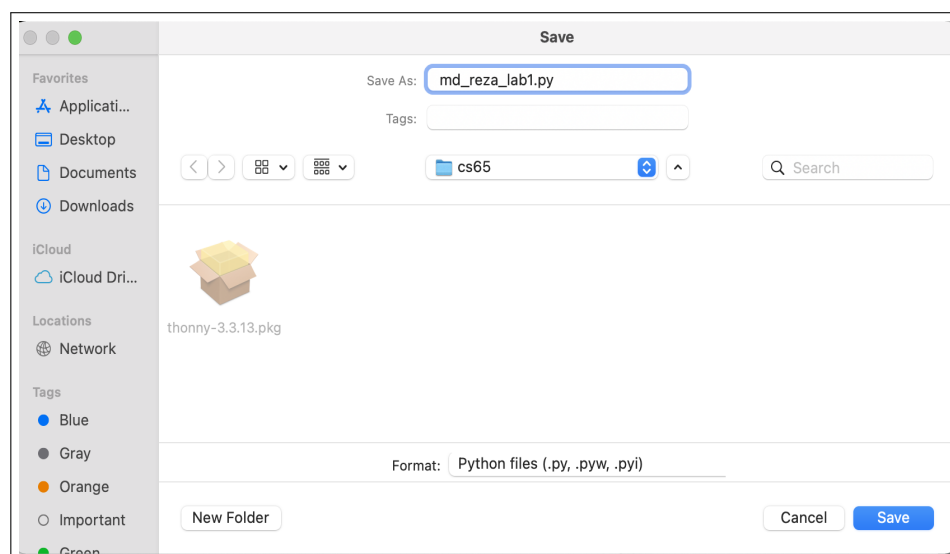 Save
Favorites
Applicati...
Desktop
Documents
Downloads
iCloud
iCloud Dri...
Locations
Network
Tags
Blue
Gray
Orange
Important
Green
Save As: md_reza_lab1.py
Tags:
cs65
Search
thonny-3.3.13.pkg
Format: Python files (.py, .pyw, .pyi)
New Folder
Cancel
Save